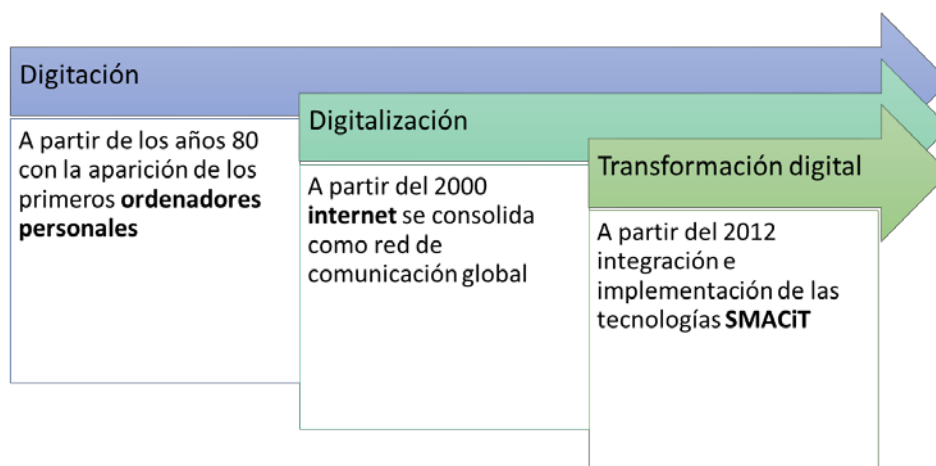 Digitación
A partir de los años 80
con la aparición de los
primeros ordenadores
personales
Digitalización
A partir del 2000
internet se consolida
como red de
comunicación global
Transformación digital
A partir del 2012
integración e
implementación de las
tecnologías SMACiT